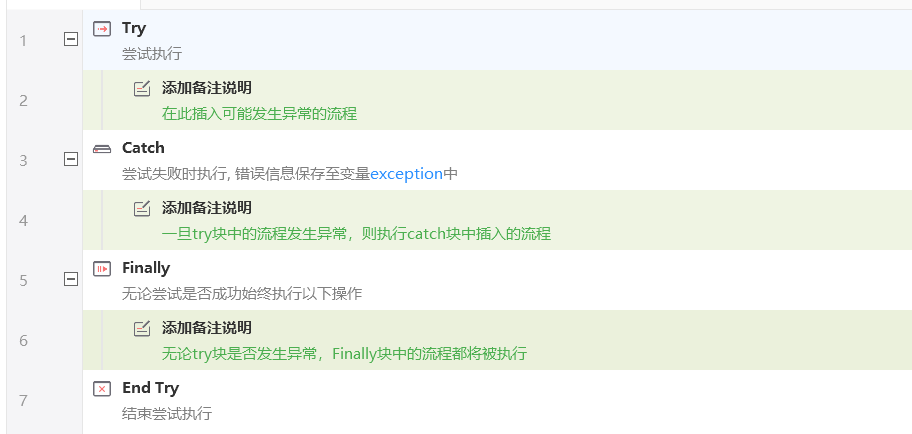 1
Try
尝试执行
2
添加备注说明
在此插入可能发生异常的流程
3
Catch
尝试失败时执行, 错误信息保存至变量exception中
4
添加备注说明
一旦try块中的流程发生异常，则执行catch块中插入的流程
5
Finally
无论尝试是否成功始终执行以下操作
6
添加备注说明
无论try块是否发生异常，Finally块中的流程都将被执行
7
End Try
结束尝试执行